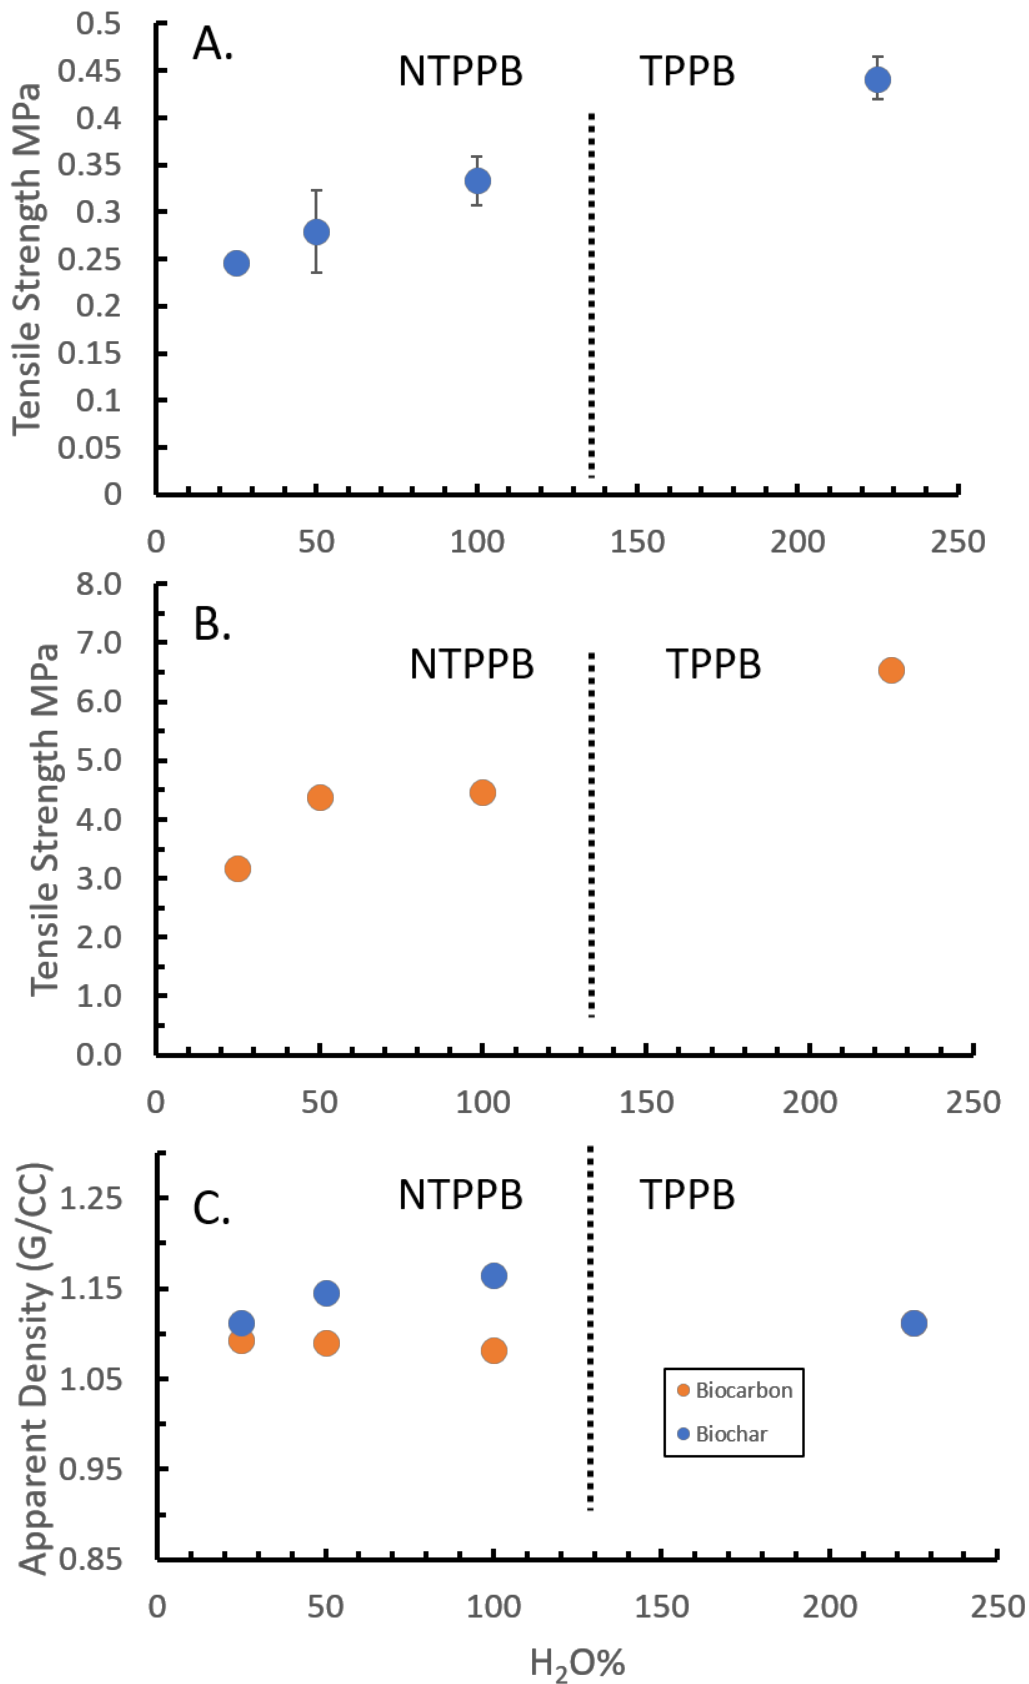 A.
NTPPB TPPB
Tensile Strength MPa
0.5
0.45
0.4
0.35
0.3
0.25
0.2
0.15
0.1
0.05
0
0 50 100 150 200 250
B.
NTPPB TPPB
Tensile Strength MPa
8.0
7.0
6.0
5.0
4.0
3.0
2.0
1.0
0.0
0 50 100 150 200 250
C.
NTPPB TPPB
Apparent Density (G/CC)
1.25
1.15
1.05
0.95
0.85
Biocarbon
Biochar
0 50 100 150 200 250
H₂O%